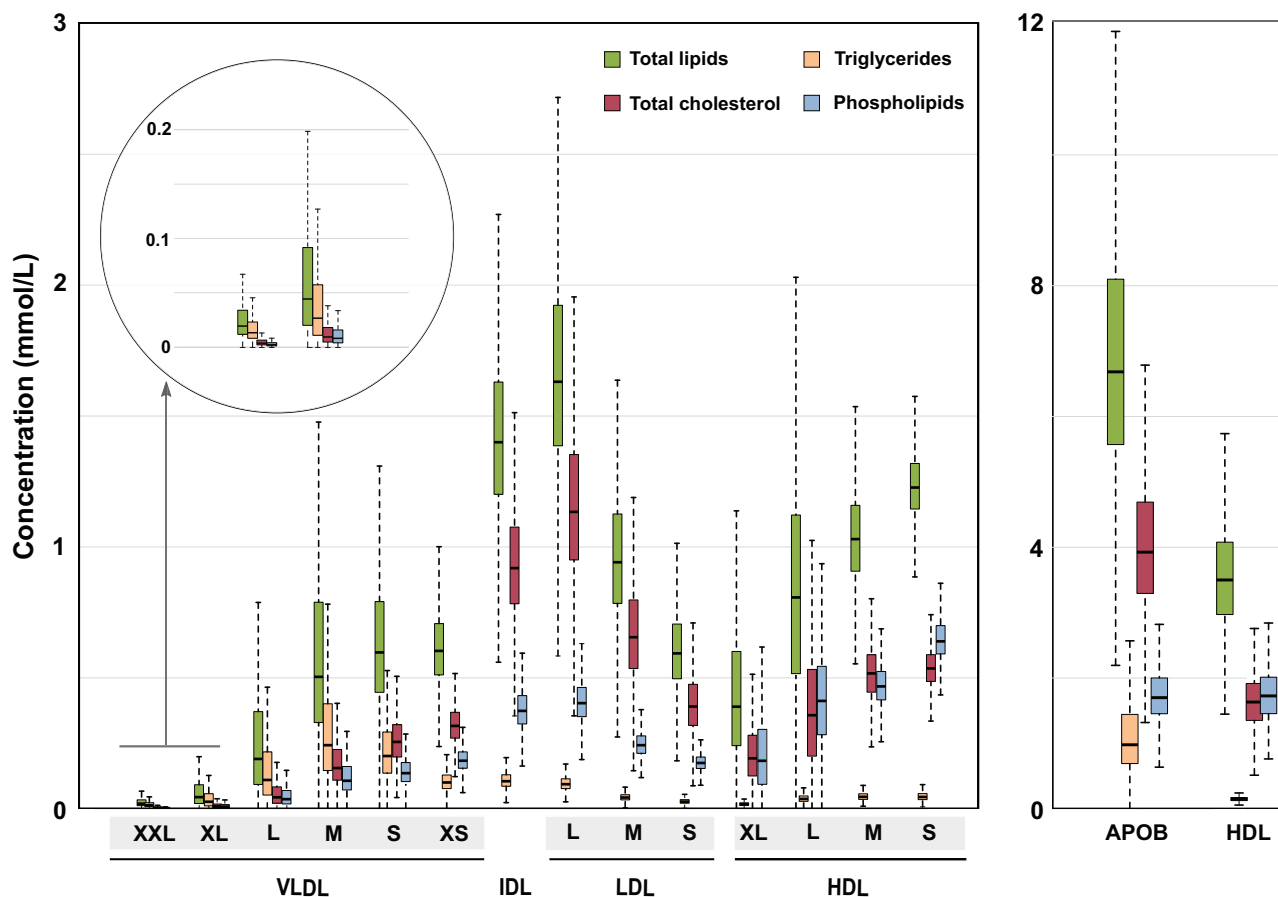 3
12
Total lipids
Triglycerides
Total cholesterol
Phospholipids
0.2
0.1
0
2
8
Concentration (mmol/L)
1
4
0
0
XXL XL L M S XS L M S XL L M S
APOB HDL
VLDL IDL LDL HDL